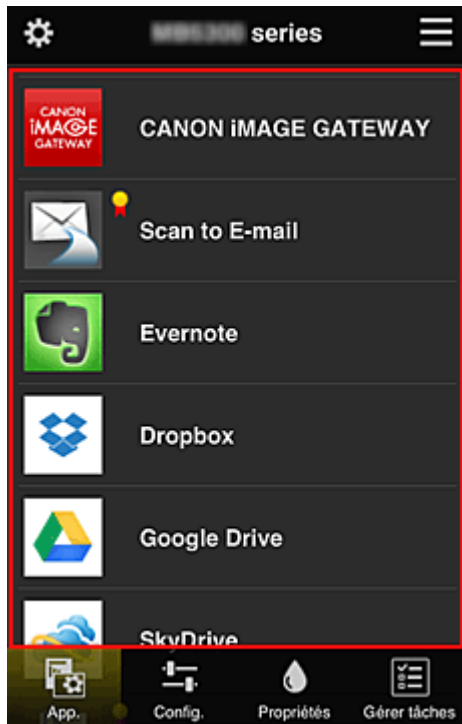 series
CANON
iMAGE
GATEWAY
CANON iMAGE GATEWAY
Scan to E-mail
Evernote
Dropbox
Google Drive
SkyDrive
App.
Config.
Propriétés
Gérer tâches